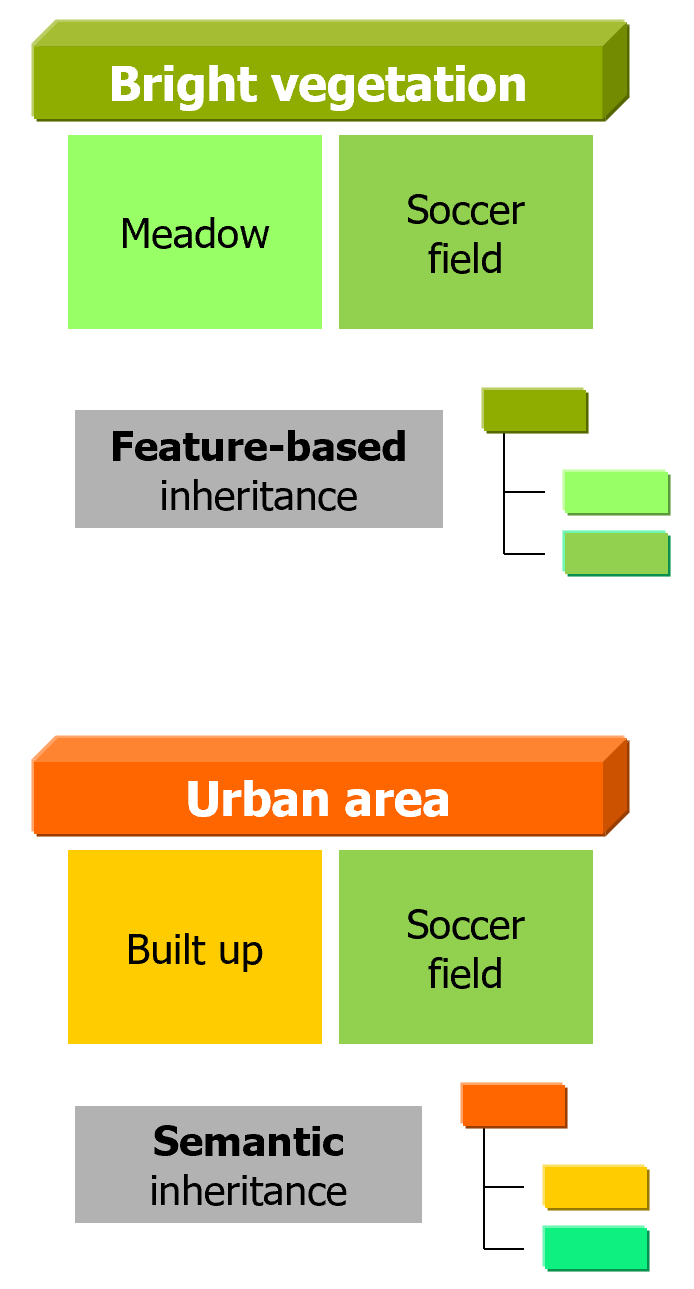 Bright vegetation
Meadow
Soccer
field
Feature-based
inheritance
Urban area
Built up
Soccer
field
Semantic
inheritance